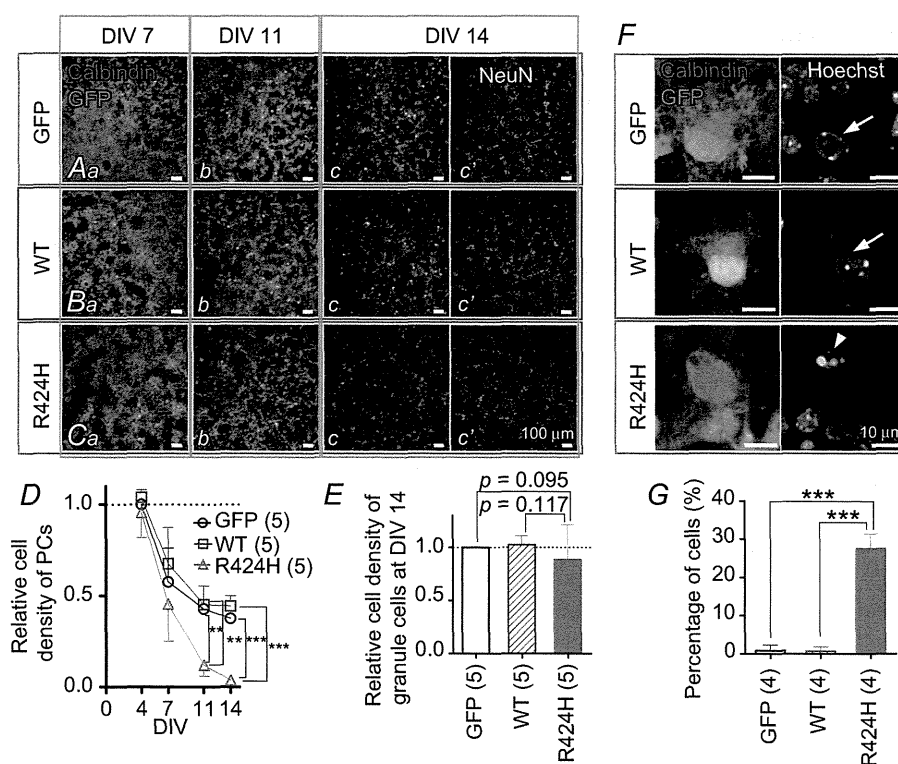 DIV 7 DIV 11 DIV 14
GFP
Calbindin
GFP
NeuN
Aa b c c'
WT
Ba b c c'
R424H
Ca b c c'
100 μm
F
GFP
Calbindin
GFP
Hoechst
WT
R424H
10 μm
D
Relative cell
density of PCs
1.0
0.5
0.0
0 4 7 11 14
DIV
GFP (5)
WT (5)
R424H (5)
** ** *** ***
E
Relative cell density of
granule cells at DIV 14
p = 0.095
p = 0.117
1.0
0.5
0.0
GFP (5)
WT (5)
R424H (5)
G
Percentage of cells (%)
***
***
40
30
20
10
0
GFP (4)
WT (4)
R424H (4)